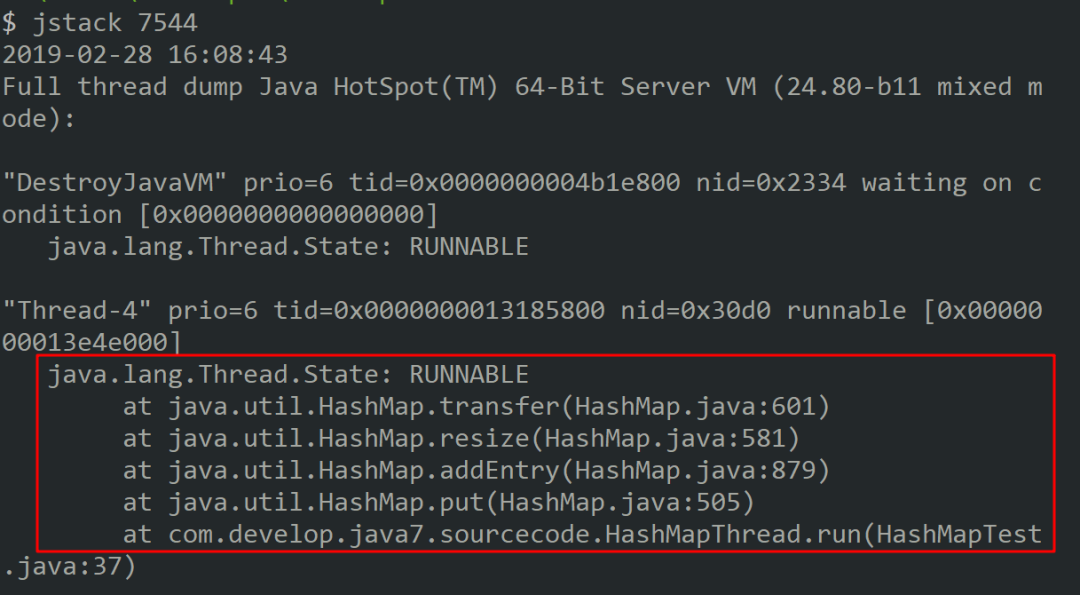 $ jstack 7544
2019-02-28 16:08:43
Full thread dump Java HotSpot(TM) 64-Bit Server VM (24.80-b11 mixed m
ode):
"DestroyJavaVM" prio=6 tid=0x0000000004b1e800 nid=0x2334 waiting on c
ondition [0x0000000000000000]
java.lang.Thread.State: RUNNABLE
"Thread-4" prio=6 tid=0x0000000013185800 nid=0x30d0 runnable [0x00000
00013e4e000]
java.lang.Thread.State: RUNNABLE
at java.util.HashMap.transfer(HashMap.java:601)
at java.util.HashMap.resize(HashMap.java:581)
at java.util.HashMap.addEntry(HashMap.java:879)
at java.util.HashMap.put(HashMap.java:505)
at com.develop.java7.sourcecode.HashMapThread.run(HashMapTest
.java:37)